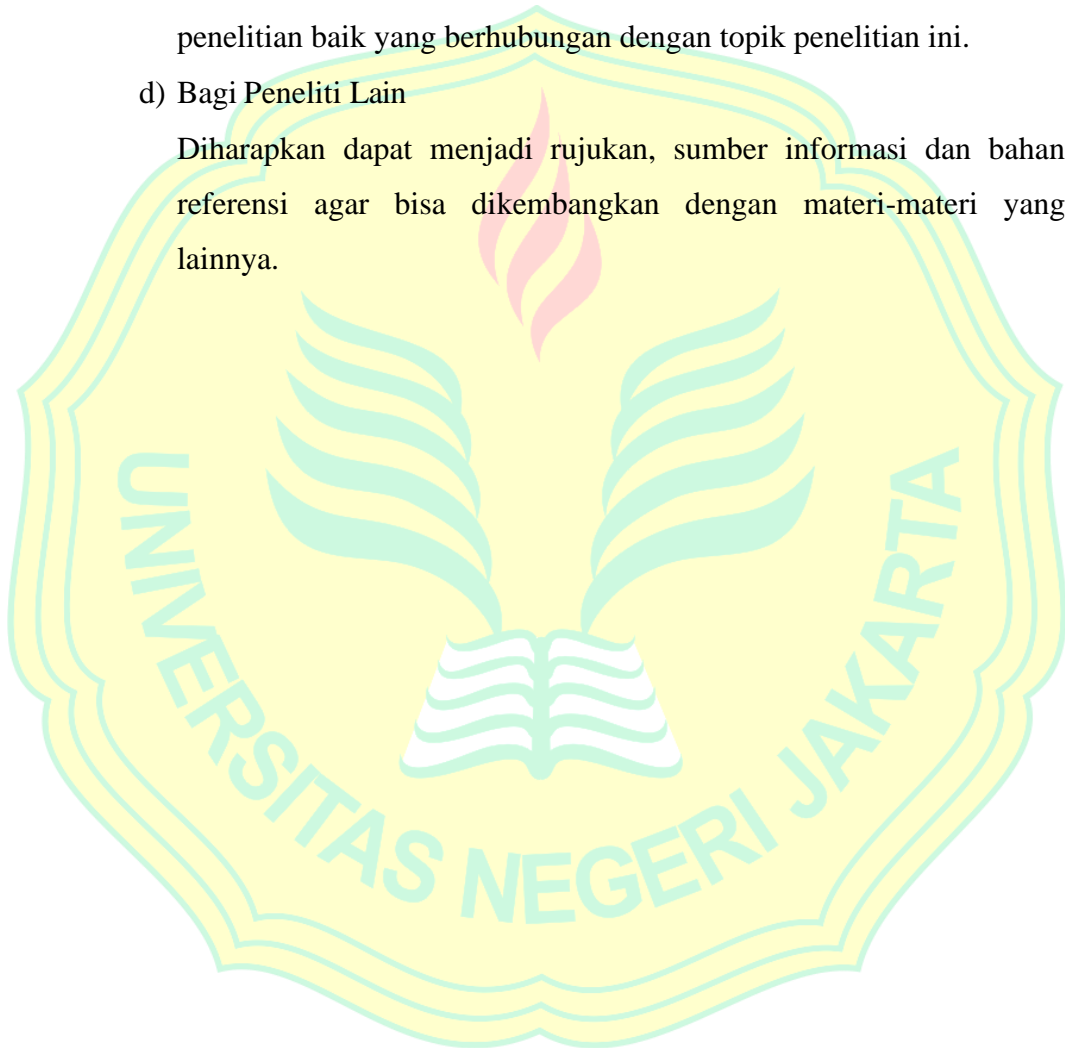 penelitian baik yang berhubungan dengan topik penelitian ini.
d) Bagi Peneliti Lain
Diharapkan dapat menjadi rujukan, sumber informasi dan bahan
referensi agar bisa dikembangkan dengan materi-materi yang
lainnya.
UNIVERSITAS NEGERI JAKARTA